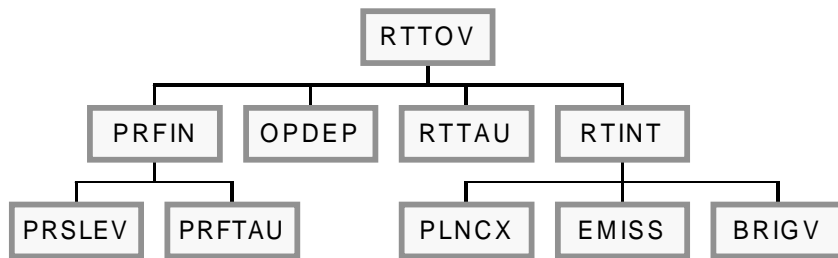 RTTOV
PRFIN OPDEP RTTAU RTINT
PRSLEV PRFTAU PLNCX EMISS BRIGV